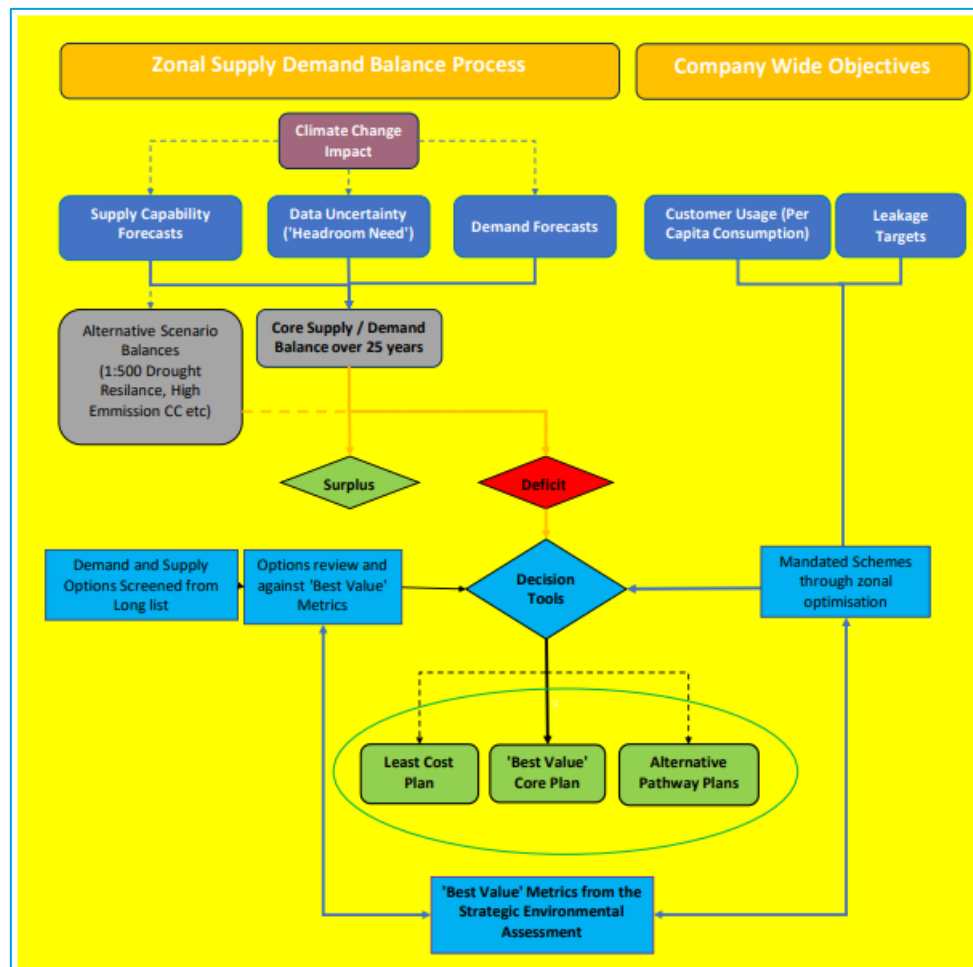 Zonal Supply Demand Balance Process
Company Wide Objectives
Climate Change
Impact
Supply Capability
Forecasts
Data Uncertainty
('Headroom Need')
Demand Forecasts
Customer Usage (Per
Capita Consumption)
Leakage
Targets
Alternative Scenario
Balances
(1:500 Drought
Resilance, High
Emmission CC etc)
Core Supply / Demand
Balance over 25 years
Surplus
Deficit
Demand and Supply
Options Screened from
Long list
Options review and
against 'Best Value'
Metrics
Decision
Tools
Mandated Schemes
through zonal
optimisation
Least Cost
Plan
'Best Value'
Core Plan
Alternative
Pathway Plans
'Best Value' Metrics from the
Strategic Environmental
Assessment